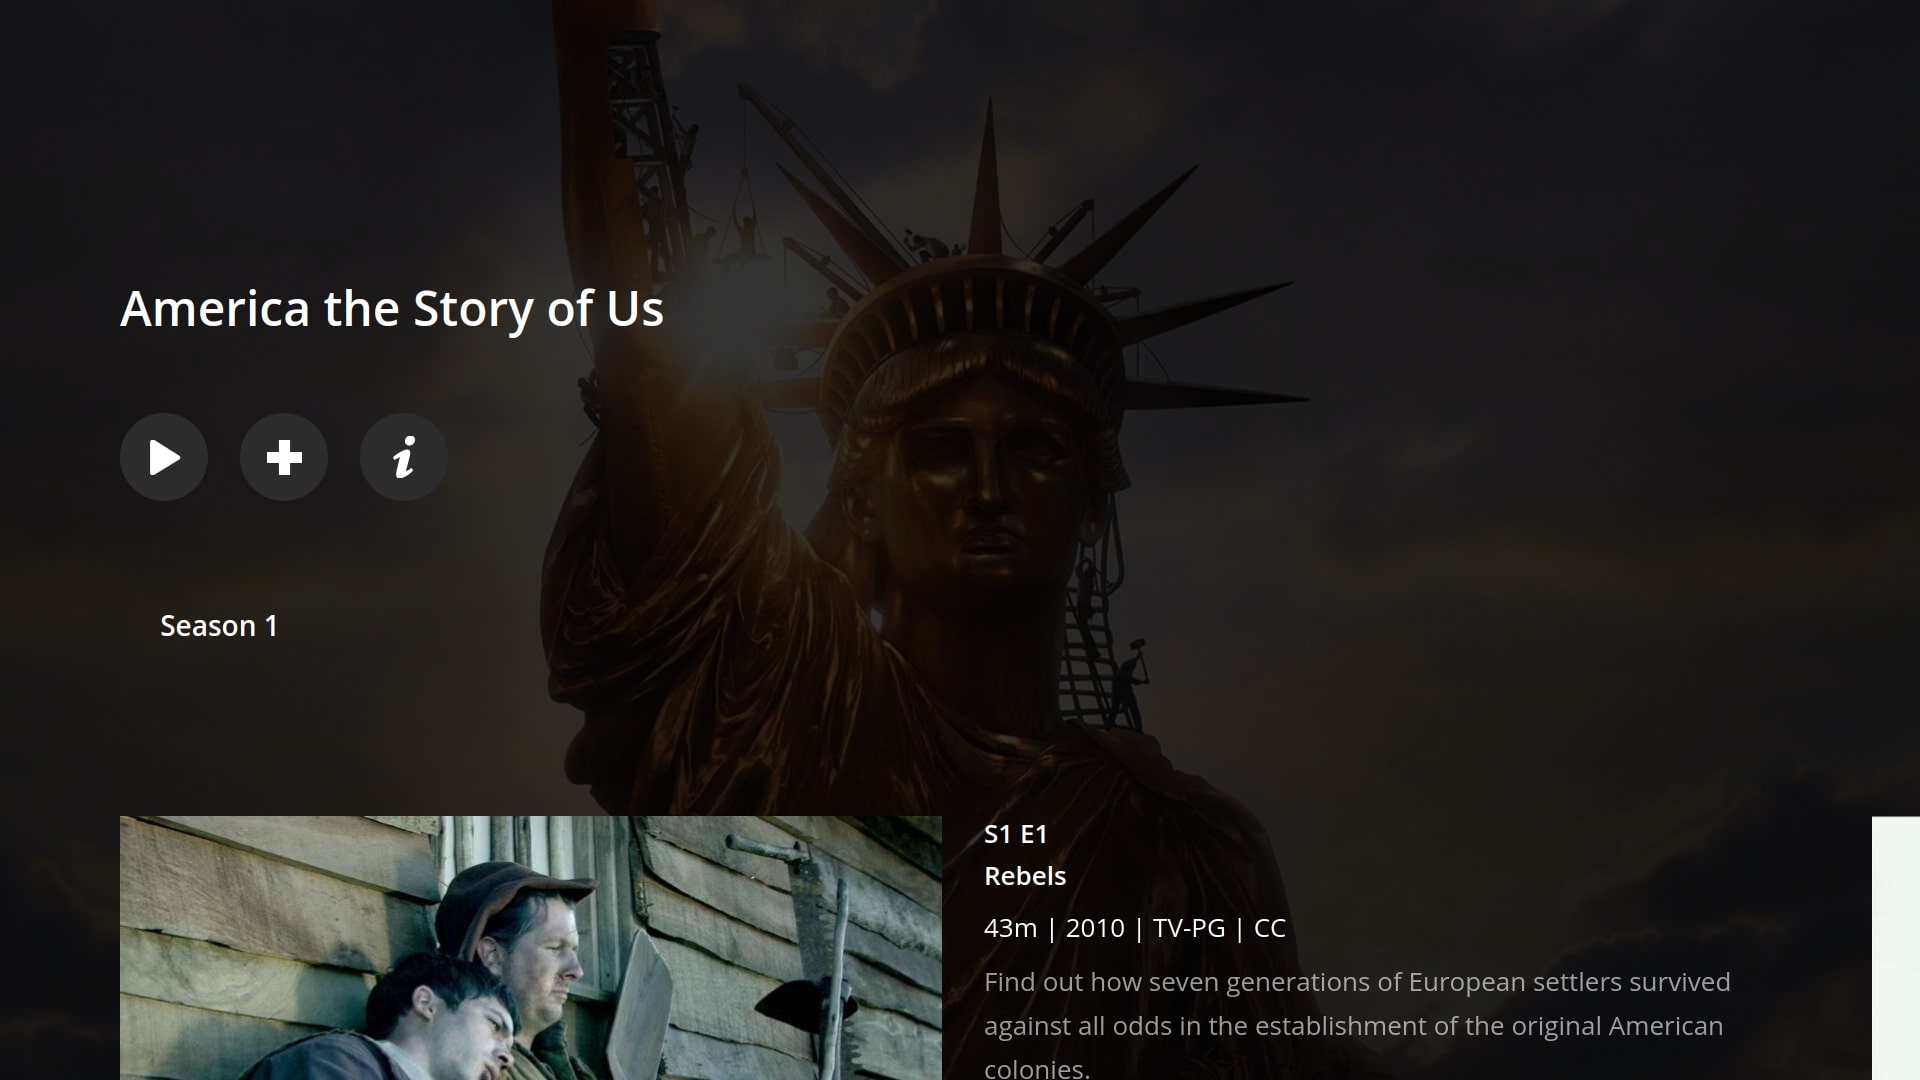 America the Story of Us
Season 1
S1 E1
Rebels
43m | 2010 | TV-PG | CC
Find out how seven generations of European settlers survived
against all odds in the establishment of the original American
colonies.